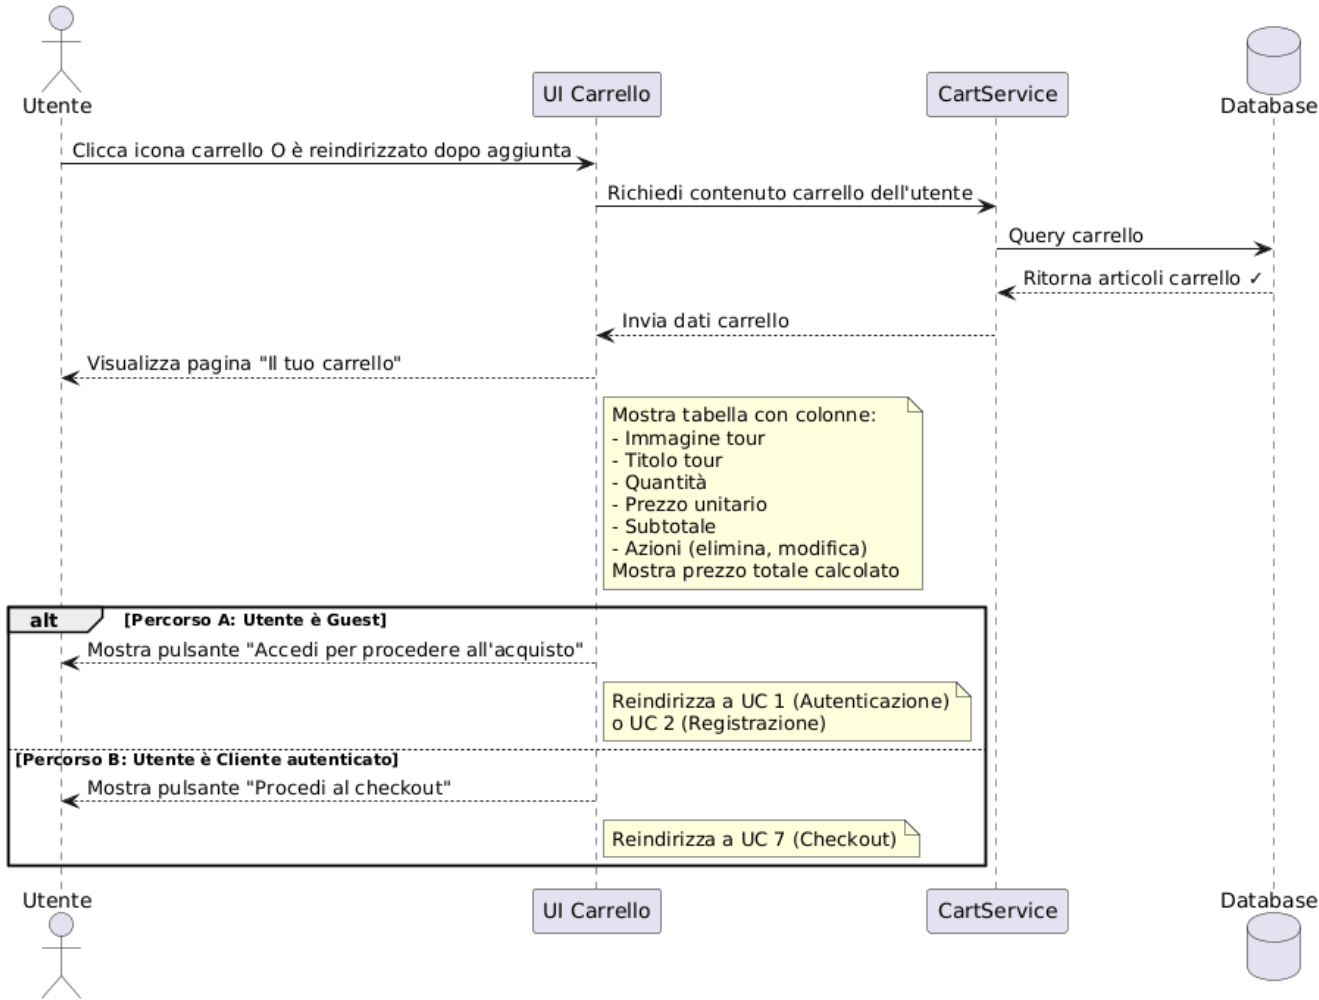 Utente
UI Carrello
CartService
Database
Clicca icona carrello O è reindirizzato dopo aggiunta
Richiedi contenuto carrello dell'utente
Query carrello
Ritorna articoli carrello ✓
Invia dati carrello
Visualizza pagina "Il tuo carrello"
Mostra tabella con colonne:
- Immagine tour
- Titolo tour
- Quantità
- Prezzo unitario
- Subtotale
- Azioni (elimina, modifica)
Mostra prezzo totale calcolato
alt
[Percorso A: Utente è Guest]
Mostra pulsante "Accedi per procedere all'acquisto"
Reindirizza a UC 1 (Autenticazione)
o UC 2 (Registrazione)
[Percorso B: Utente è Cliente autenticato]
Mostra pulsante "Procedi al checkout"
Reindirizza a UC 7 (Checkout)
Utente
UI Carrello
CartService
Database